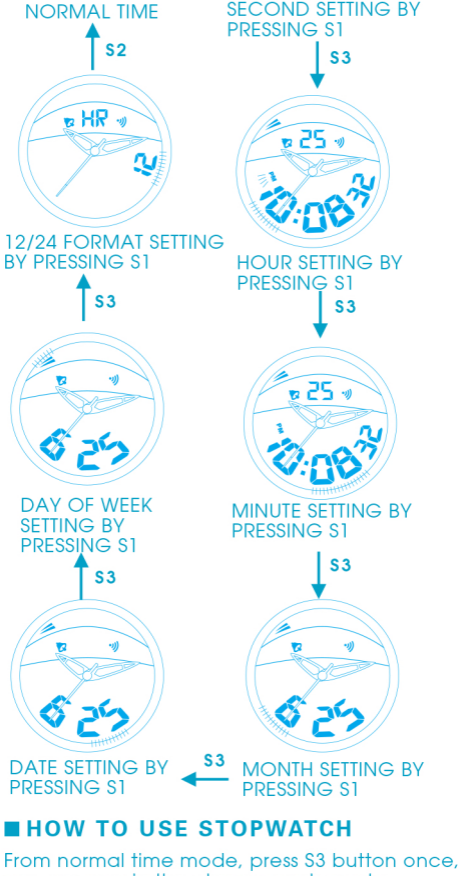 NORMAL TIME
S2
HR
12
12/24 FORMAT SETTING
BY PRESSING S1
S3
6 25
DAY OF WEEK
SETTING BY
PRESSING S1
S3
6 25
DATE SETTING BY
PRESSING S1
SECOND SETTING BY
PRESSING S1
S3
25
PM
10:08 32
HOUR SETTING BY
PRESSING S1
S3
25
PM
10:08 32
MINUTE SETTING BY
PRESSING S1
S3
6 25
MONTH SETTING BY
PRESSING S1
S3
■ HOW TO USE STOPWATCH
From normal time mode, press S3 button once,